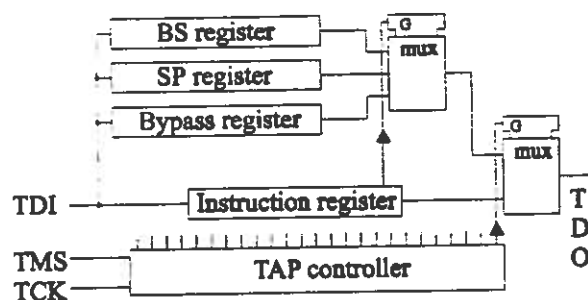 BS register
G
mux
SP register
Bypass register
G
mux
TDI
Instruction register
T
D
O
TMS
TAP controller
TCK